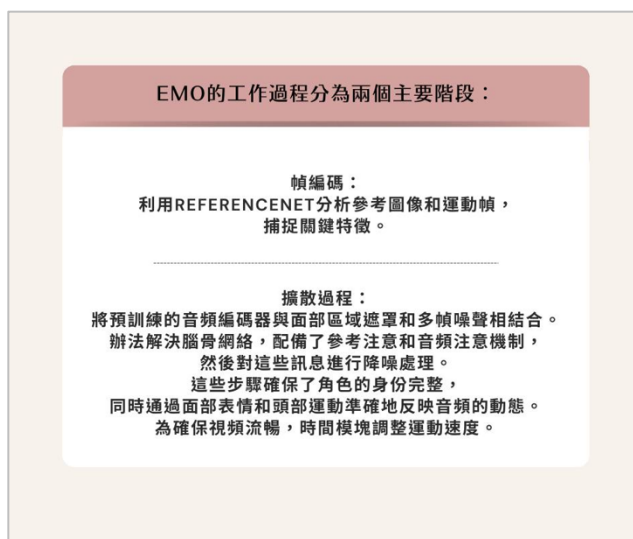 EMO的工作過程分為兩個主要階段：
幀編碼：
利用REFERENCENET分析參考圖像和運動幀，
捕捉關鍵特徵。
擴散過程：
將預訓練的音頻編碼器與面部區域遮罩和多幀噪聲相結合。
辦法解決腦骨網絡，配備了參考注意和音頻注意機制，
然後對這些訊息進行降噪處理。
這些步驟確保了角色的身份完整，
同時通過面部表情和頭部運動準確地反映音頻的動態。
為確保視頻流暢，時間模塊調整運動速度。